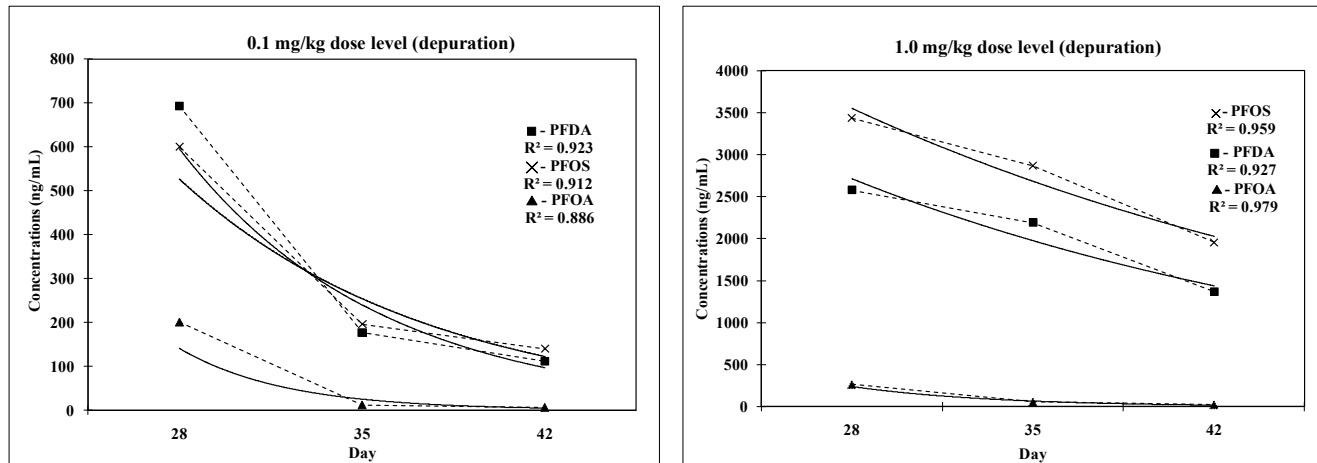 0.1 mg/kg dose level (depuration)
Concentrations (ng/mL)
800
700
600
500
400
300
200
100
0
- PFDA
R² = 0.923
- PFOS
R² = 0.912
- PFOA
R² = 0.886
28
35
42
Day
1.0 mg/kg dose level (depuration)
Concentrations (ng/mL)
4000
3500
3000
2500
2000
1500
1000
500
0
- PFOS
R² = 0.959
- PFDA
R² = 0.927
- PFOA
R² = 0.979
28
35
42
Day